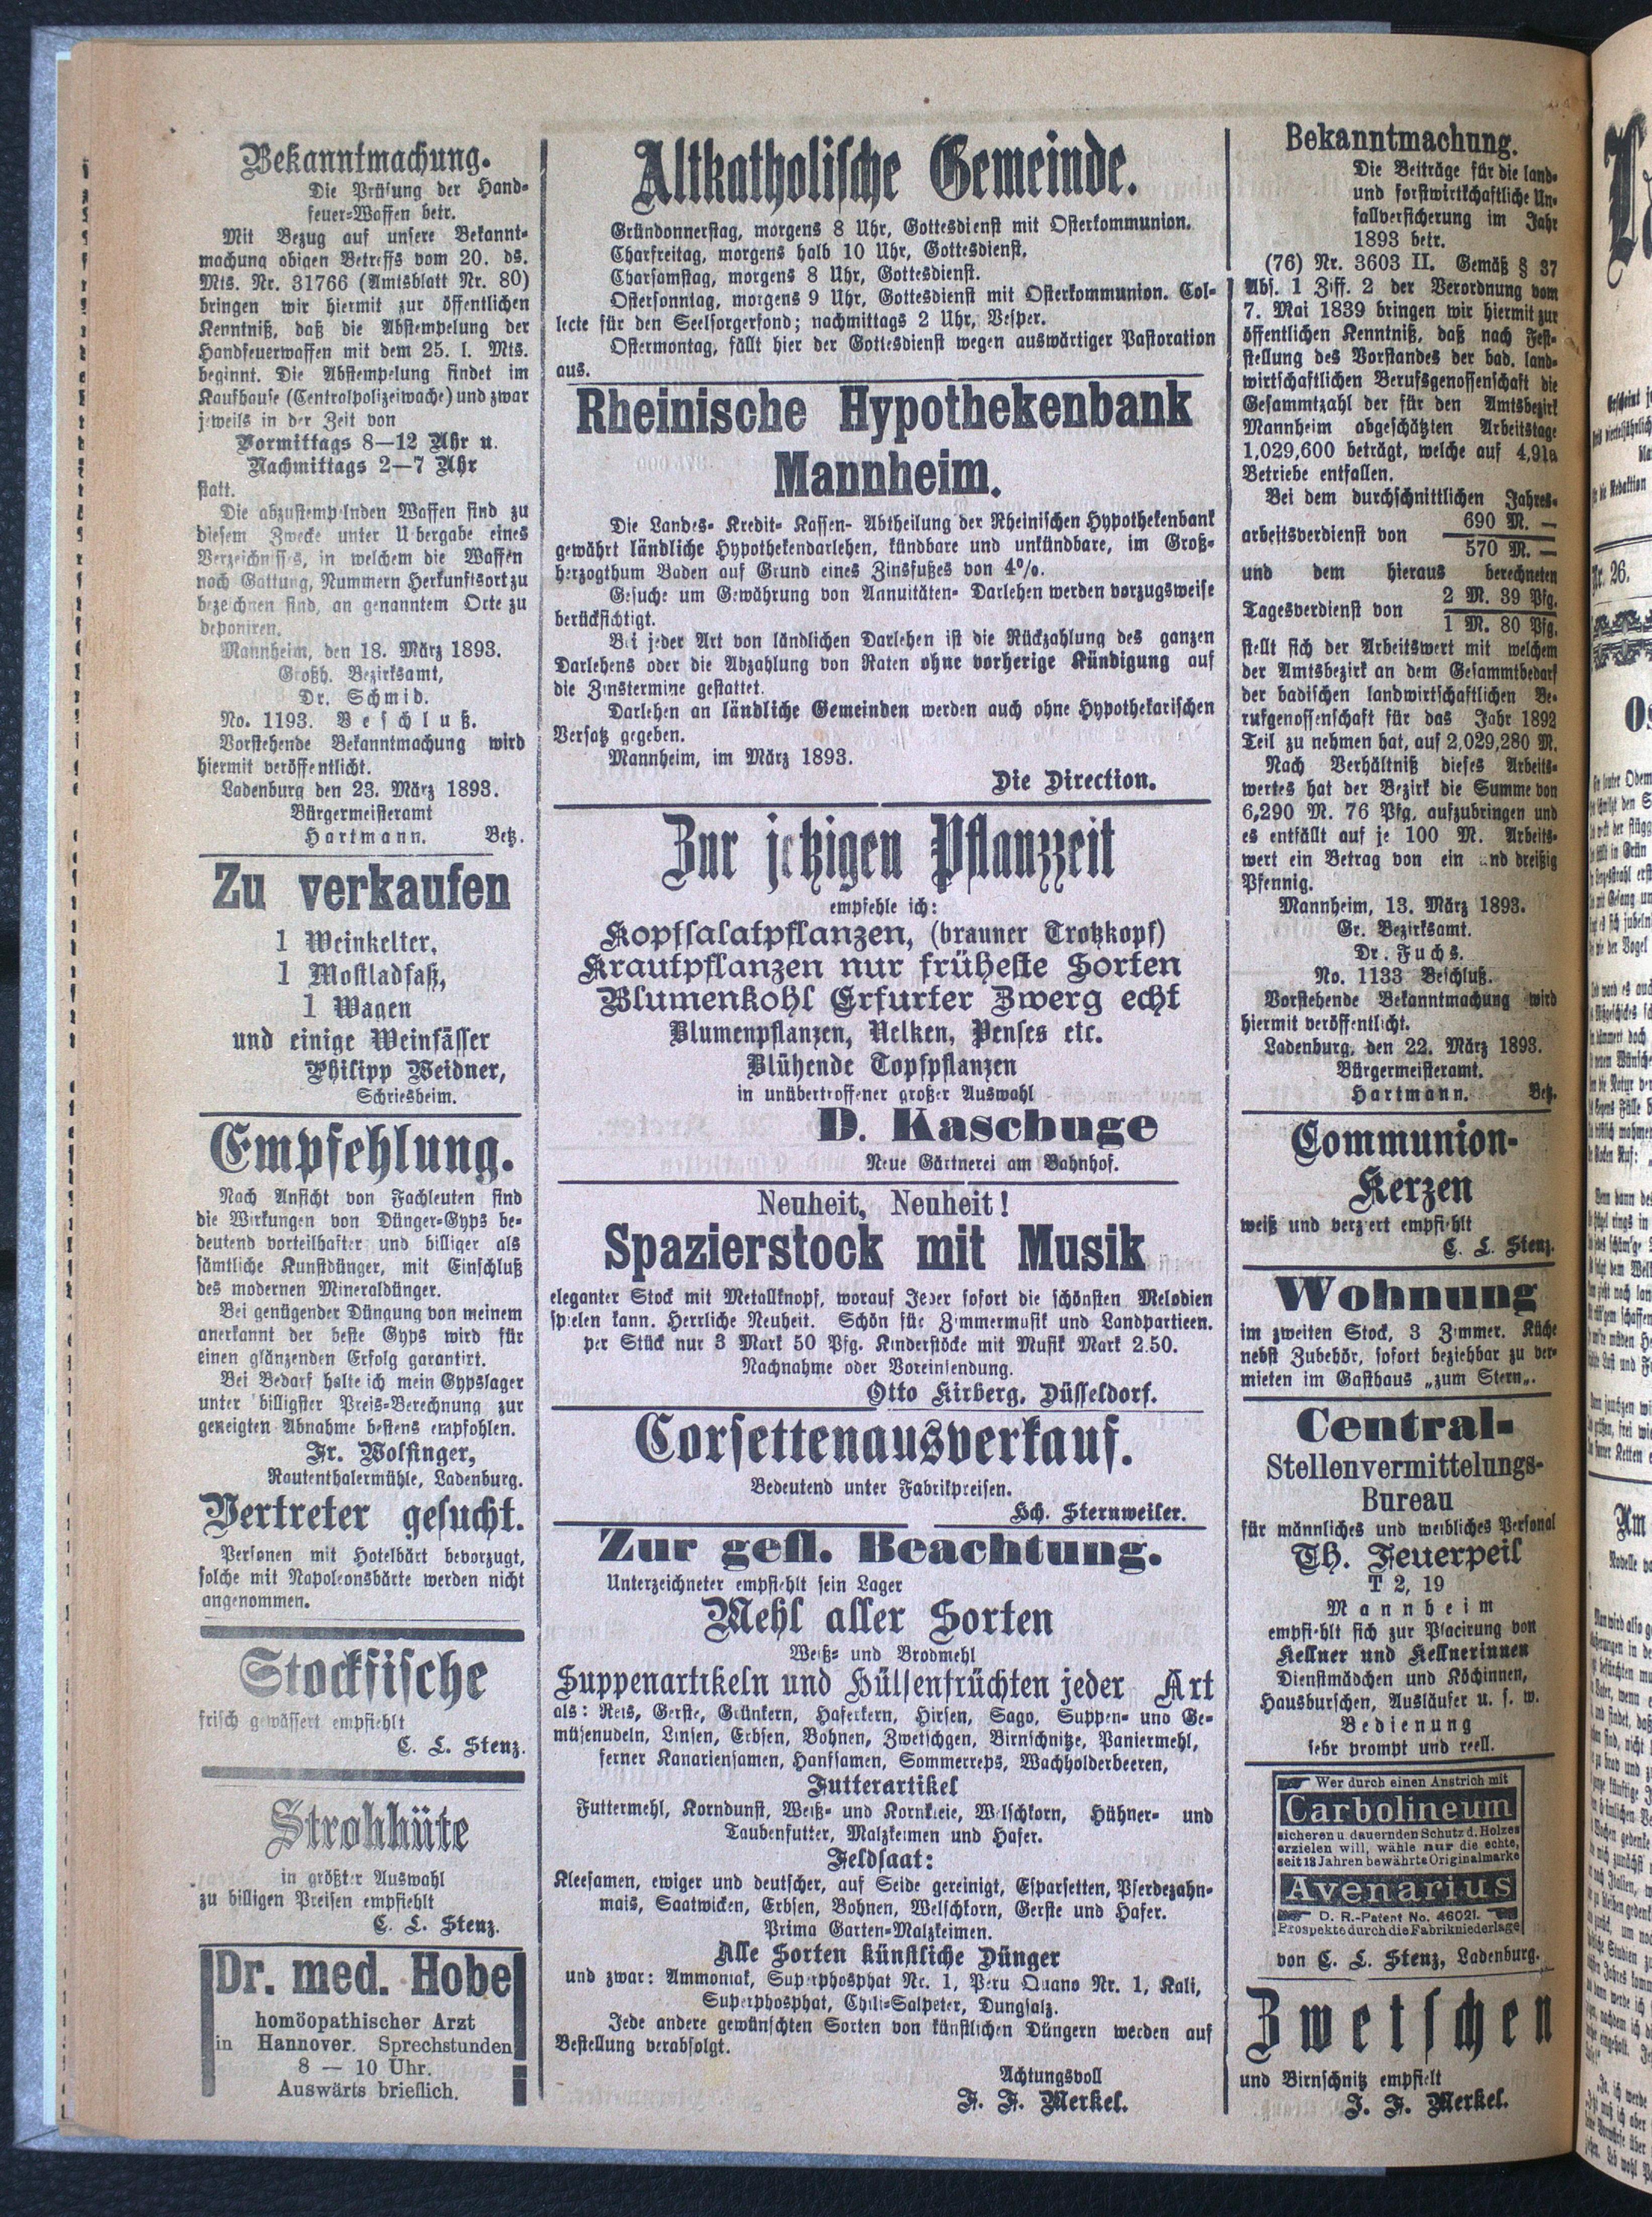 Bekanntmachung.
Die Prüfung der Hand-
feuer-Waffen betr.
Mit Bezug auf unsere Bekannt-
machung obigen Betreffs vom 20. ds.
Mts. Nr. 31766 (Amtsblatt Nr. 80)
bringen wir hiermit zur öffentlichen
Kenntniß, daß die Abstempelung der
Handfeuerwaffen mit dem 25. l. Mts.
beginnt. Die Abstempelung findet im
Kaufhause (Centralpolizeiwache) und zwar
jeweils in der Zeit von
Vormittags 8—12 Uhr u.
Nachmittags 2—7 Uhr
statt.
Die abzustempelnden Waffen sind zu
diesem Zwecke unter Uebergabe eines
Verzeichnisses, in welchem die Waffen
nach Gattung, Nummern Herkunftsort zu
bezeichnen sind, an genanntem Orte zu
deponiren.
Mannheim, den 18. März 1893.
Großh. Bezirksamt,
Dr. Schmid.
No. 1193. Beschluß.
Vorstehende Bekanntmachung wird
hiermit veröffentlicht.
Ladenburg den 23. März 1893.
Bürgermeisteramt
Hartmann. Betz.
Zu verkaufen
1 Weinkelter,
1 Mostladfaß,
1 Wagen
und einige Weinfässer
Philipp Weidner,
Schriesheim.
Empfehlung.
Nach Ansicht von Fachleuten sind
die Wirkungen von Dünger-Gyps be-
deutend vorteilhafter und billiger als
sämtliche Kunstdünger, mit Einschluß
des modernen Mineraldünger.
Bei genügender Düngung von meinem
anerkannt der beste Gyps wird für
einen glänzenden Erfolg garantirt.
Bei Bedarf halte ich mein Gypslager
unter billigster Preis-Berechnung zur
geneigten Abnahme bestens empfohlen.
Fr. Wolfinger,
Rautenthalermühle, Ladenburg.
Vertreter gesucht.
Personen mit Hotelbärt bevorzugt,
solche mit Napoleonsbärte werden nicht
angenommen.
Stockfische
frisch gewässert empfiehlt
C. L. Stenz.
Strohhüte
in größter Auswahl
zu billigen Preisen empfiehlt
C. L. Stenz.
Dr. med. Hobe
homöopathischer Arzt
in Hannover. Sprechstunden
8 — 10 Uhr.
Auswärts brieflich.
Altkatholische Gemeinde.
Gründonnerstag, morgens 8 Uhr, Gottesdienst mit Osterkommunion.
Charfreitag, morgens halb 10 Uhr, Gottesdienst.
Charsamstag, morgens 8 Uhr, Gottesdienst.
Ostersonntag, morgens 9 Uhr, Gottesdienst mit Osterkommunion. Col-
lecte für den Seelsorgerfond; nachmittags 2 Uhr, Vesper.
Ostermontag, fällt hier der Gottesdienst wegen auswärtiger Pastoration
aus.
Rheinische Hypothekenbank
Mannheim.
Die Landes- Kredit- Kassen- Abtheilung der Rheinischen Hypothekenbank
gewährt ländliche Hypothekendarlehen, kündbare und unkündbare, im Groß-
herzogthum Baden auf Grund eines Zinsfußes von 4%.
Gesuche um Gewährung von Annuitäten- Darlehen werden vorzugsweise
berücksichtigt.
Bei jeder Art von ländlichen Darlehen ist die Rückzahlung des ganzen
Darlehens oder die Abzahlung von Raten ohne vorherige Kündigung auf
die Zinstermine gestattet.
Darlehen an ländliche Gemeinden werden auch ohne Hypothekarischen
Versatz gegeben.
Mannheim, im März 1893.
Die Direction.
Zur jetzigen Pflanzzeit
empfehle ich:
Kopfsalatpflanzen, (brauner Trotzkopf)
Krautpflanzen nur früheste Sorten
Blumenkohl Erfurter Zwerg echt
Blumenpflanzen, Nelken, Penses etc.
Blühende Topfpflanzen
in unübertroffener großer Auswahl
D. Kaschuge
Neue Gärtnerei am Bahnhof.
Neuheit, Neuheit!
Spazierstock mit Musik
eleganter Stock mit Metallknopf, worauf Jeder sofort die schönsten Melodien
spielen kann. Herrliche Neuheit. Schön für Zimmermusik und Landpartieen.
per Stück nur 3 Mark 50 Pfg. Kinderstöcke mit Musik Mark 2.50.
Nachnahme oder Voreinsendung.
Otto Kirberg, Düsseldorf.
Corsettenausverkauf.
Bedeutend unter Fabrikpreisen.
Hch. Sternweiler.
Zur gefl. Beachtung.
Unterzeichneter empfiehlt sein Lager
Mehl aller Sorten
Weiß- und Brodmehl
Suppenartikeln und Hülsenfrüchten jeder Art
als: Reis, Gerste, Grünkern, Haferkern, Hirsen, Sago, Suppen- und Ge-
müsenudeln, Linsen, Erbsen, Bohnen, Zwetschgen, Birnschnitze, Paniermehl,
ferner Kanariensamen, Hanfsamen, Sommerreps, Wachholderbeeren,
Futterartikel
Futtermehl, Korndunst, Weiß- und Kornkleie, Welschkorn, Hühner- und
Taubenfutter, Malzkeimen und Hafer.
Feldsaat:
Kleesamen, ewiger und deutscher, auf Seide gereinigt, Esparsetten, Pferdezahn-
mais, Saatwicken, Erbsen, Bohnen, Welschkorn, Gerste und Hafer.
Prima Garten-Malzkeimen.
Alle Sorten künstliche Dünger
und zwar: Ammoniak, Superphosphat Nr. 1, Peru Quano Nr. 1, Kali,
Superphosphat, Chili-Salpeter, Dungsalz.
Jede andere gewünschten Sorten von künstlichen Düngern werden auf
Bestellung verabfolgt.
Achtungsvoll
J. F. Merkel.
Bekanntmachung.
Die Beiträge für die land-
und forstwirtschaftliche Un-
fallversicherung im Jahr
1893 betr.
(76) Nr. 3603 II. Gemäß § 37
Abs. 1 Ziff. 2 der Verordnung vom
7. Mai 1839 bringen wir hiermit zur
öffentlichen Kenntniß, daß nach Fest-
stellung des Vorstandes der bad. land-
wirtschaftlichen Berufsgenossenschaft die
Gesammtzahl der für den Amtsbezirk
Mannheim abgeschätzten Arbeitstage
1,029,600 beträgt, welche auf
Betriebe entfallen.
Bei dem durchschnittlichen Jahres-
arbeitsverdienst von 690 M. —
570 M. —
und dem hieraus berechneten
Tagesverdienst von 2 M. 39 Pfg.
1 M. 80 Pfg.
stellt sich der Arbeitswert mit welchem
der Amtsbezirk an dem Gesammtbedarf
der badischen landwirtschaftlichen Be-
rufsgenossenschaft für das Jahr 1892
Teil zu nehmen hat, auf 2,029,280 M.
Nach Verhältniß dieses Arbeits-
wertes hat der Bezirk die Summe von
6,290 M. 76 Pfg. aufzubringen und
es entfällt auf je 100 M. Arbeits-
wert ein Betrag von ein und dreißig
Pfennig.
Mannheim, 13. März 1893.
Gr. Bezirksamt.
Dr. Fuchs.
No. 1133 Beschluß.
Vorstehende Bekanntmachung wird
hiermit veröffentlicht.
Ladenburg, den 22. März 1893.
Bürgermeisteramt.
Hartmann. Betz.
Communion-
Kerzen
weiß und verziert empfiehlt
C. L. Stenz.
Wohnung
im zweiten Stock, 3 Zimmer, Küche
nebst Zubehör, sofort beziehbar zu ver-
mieten im Gasthaus „zum Stern„.
Central-
Stellenvermittelungs-
Bureau
für männliches und weibliches Personal
Th. Feuerpeil
T 2, 19
Mannheim
empfiehlt sich zur Placirung von
Kellner und Kellnerinnen
Dienstmädchen und Köchinnen,
Hausburschen, Ausläufer u. s. w.
Bedienung
sehr prompt und reell.
Wer durch einen Anstrich mit
Carbolineum
sicheren u. dauernden Schutz d. Holzes
erzielen will, wähle nur die echte,
seit 18 Jahren bewährte Originalmarke
Avenarius
D. R.-Patent No. 46021.
Prospekte durch die Fabrikniederlage
von C. L. Stenz, Ladenburg.
Zwetschen
und Birnschnitz empfielt
J. F. Merkel.
Nr. 26.